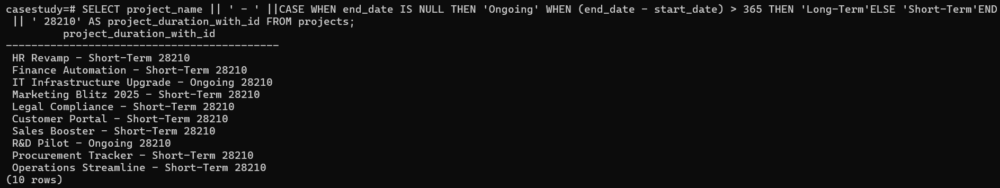 casestudy=# SELECT project_name || ' - ' ||CASE WHEN end_date IS NULL THEN 'Ongoing' WHEN (end_date - start_date) > 365 THEN 'Long-Term'ELSE 'Short-Term'END
 || ' 28210' AS project_duration_with_id FROM projects;
         project_duration_with_id
-------------------------------------------
 HR Revamp - Short-Term 28210
 Finance Automation - Short-Term 28210
 IT Infrastructure Upgrade - Ongoing 28210
 Marketing Blitz 2025 - Short-Term 28210
 Legal Compliance - Short-Term 28210
 Customer Portal - Short-Term 28210
 Sales Booster - Short-Term 28210
 R&D Pilot - Ongoing 28210
 Procurement Tracker - Short-Term 28210
 Operations Streamline - Short-Term 28210
(10 rows)